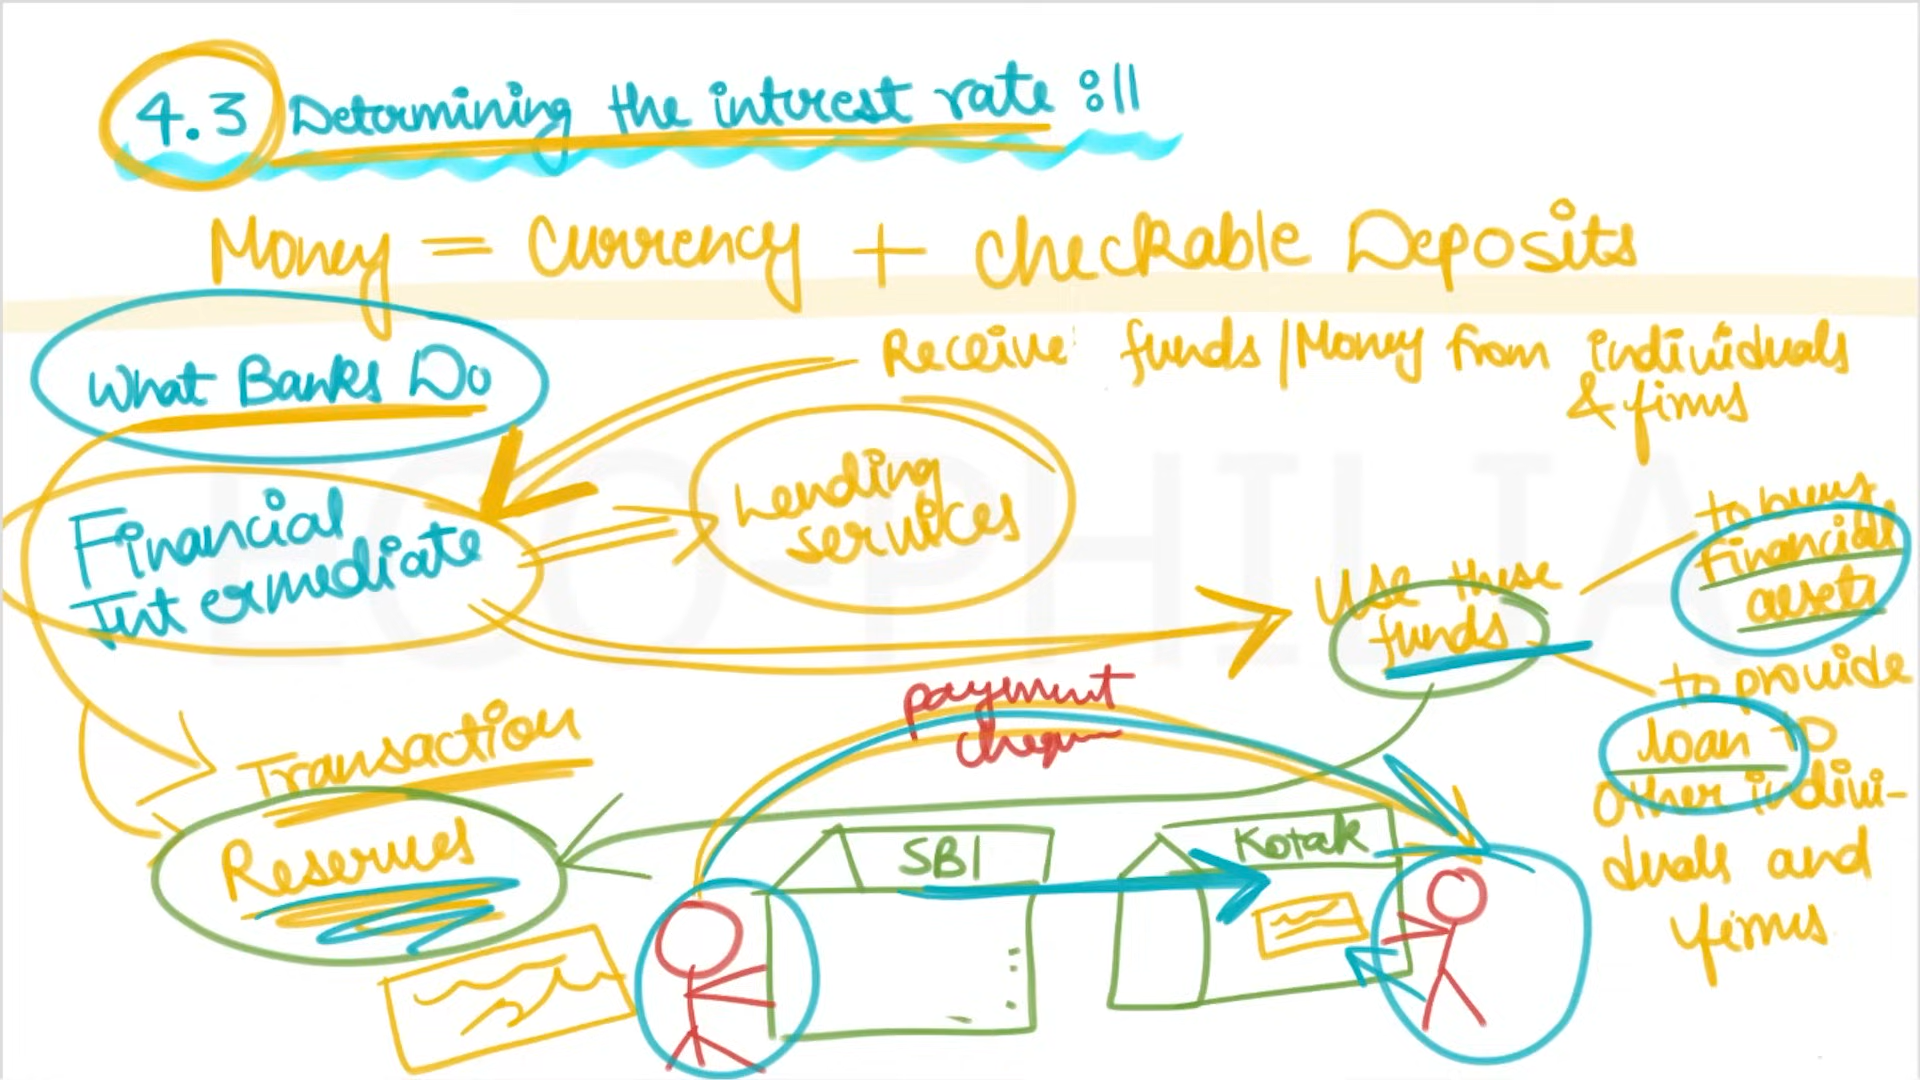 4.3 Determining the interest rate :||
Money = Currency + checkable Deposits
What Banks Do
Receive funds / Money from individuals
& firms
Lending
services
Financial
Intermediate
to buy
financial
assets
Use these
funds
to provide
loan to
other indivi-
duals and
firms
payment
Transaction
Reserves
SBI
Kotak
ECO-PHILIA